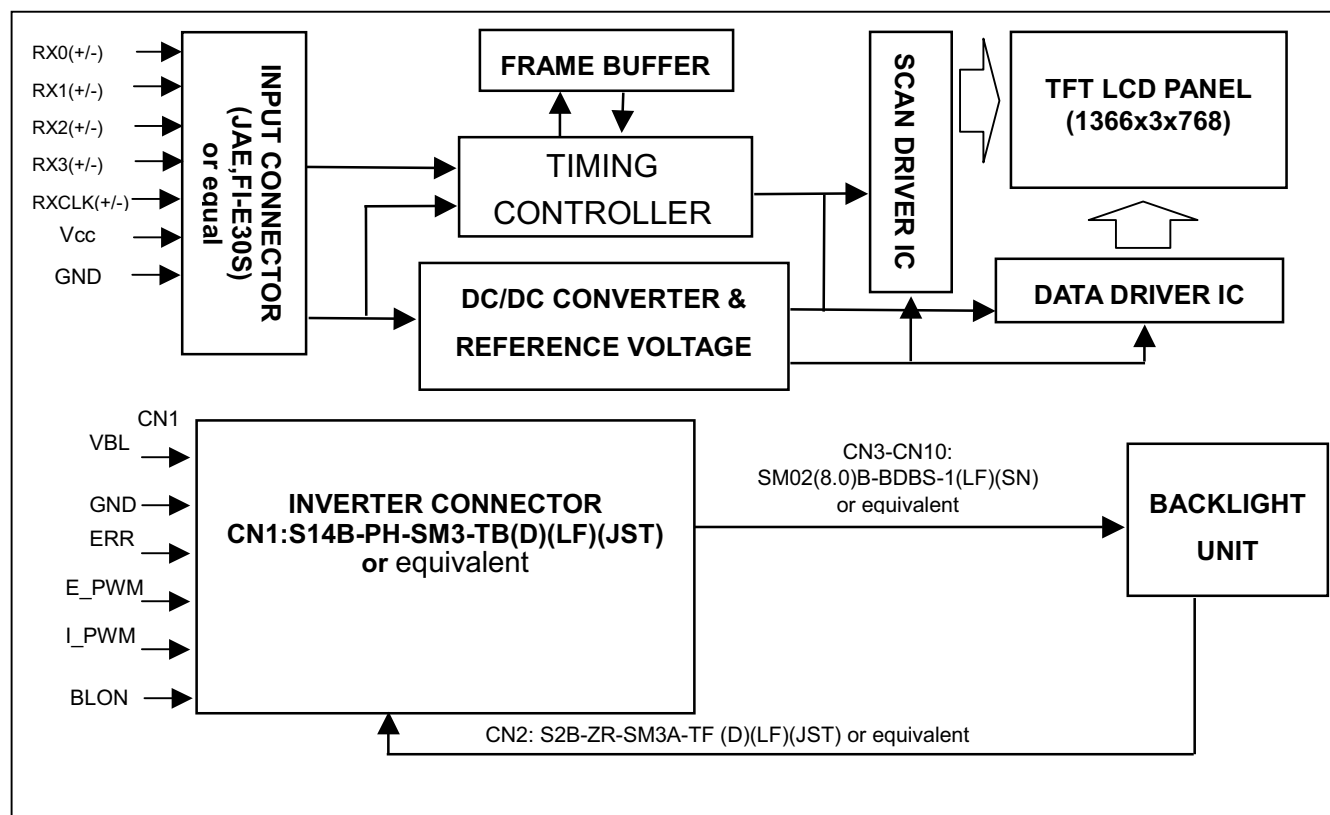 RX0(+/-)
RX1(+/-)
RX2(+/-)
RX3(+/-)
RXCLK(+/-)
Vcc
GND
INPUT CONNECTOR
(JAE,FI-E30S)
or equal
FRAME BUFFER
TIMING
CONTROLLER
DC/DC CONVERTER &
REFERENCE VOLTAGE
SCAN DRIVER IC
TFT LCD PANEL
(1366x3x768)
DATA DRIVER IC
CN1
VBL
GND
ERR
E_PWM
I_PWM
BLON
INVERTER CONNECTOR
CN1:S14B-PH-SM3-TB(D)(LF)(JST)
or equivalent
CN3-CN10:
SM02(8.0)B-BDBS-1(LF)(SN)
or equivalent
BACKLIGHT
UNIT
CN2: S2B-ZR-SM3A-TF (D)(LF)(JST) or equivalent